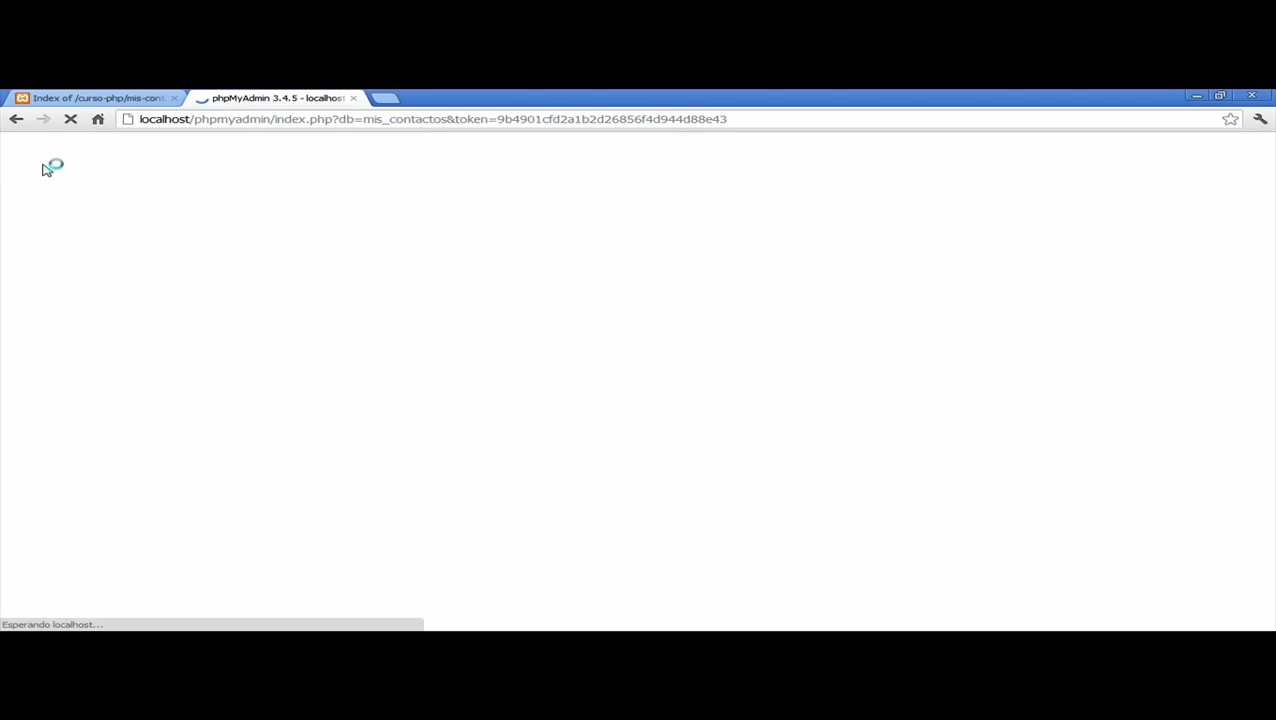 Index of /curso-php/mis-cont
phpMyAdmin 3.4.5 - localhost
localhost/phpmyadmin/index.php?db=mis_contactos&token=9b4901cfd2a1b2d26856f4d944d88e43
Esperando localhost...